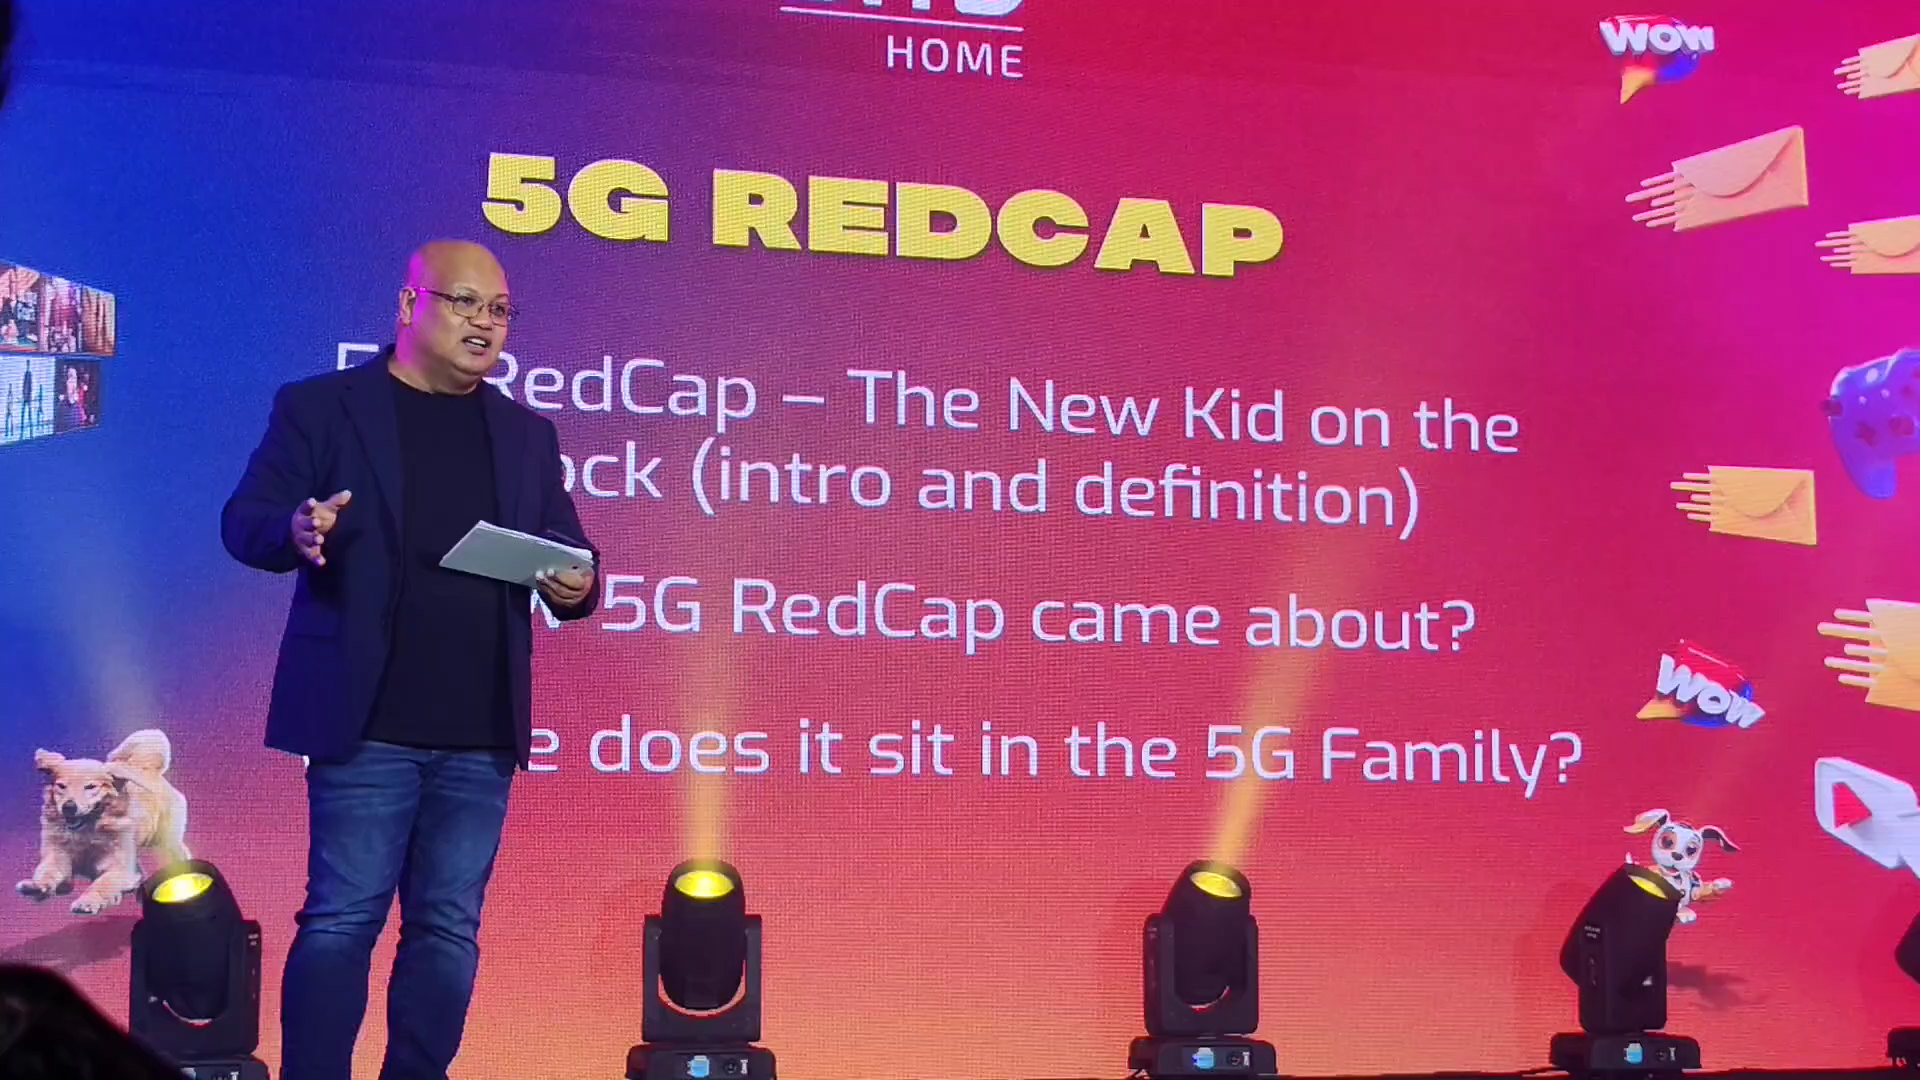 HOME
WOW
5G REDCAP
RedCap – The New Kid on the
ock (intro and definition)
5G RedCap came about?
WOW
e does it sit in the 5G Family?